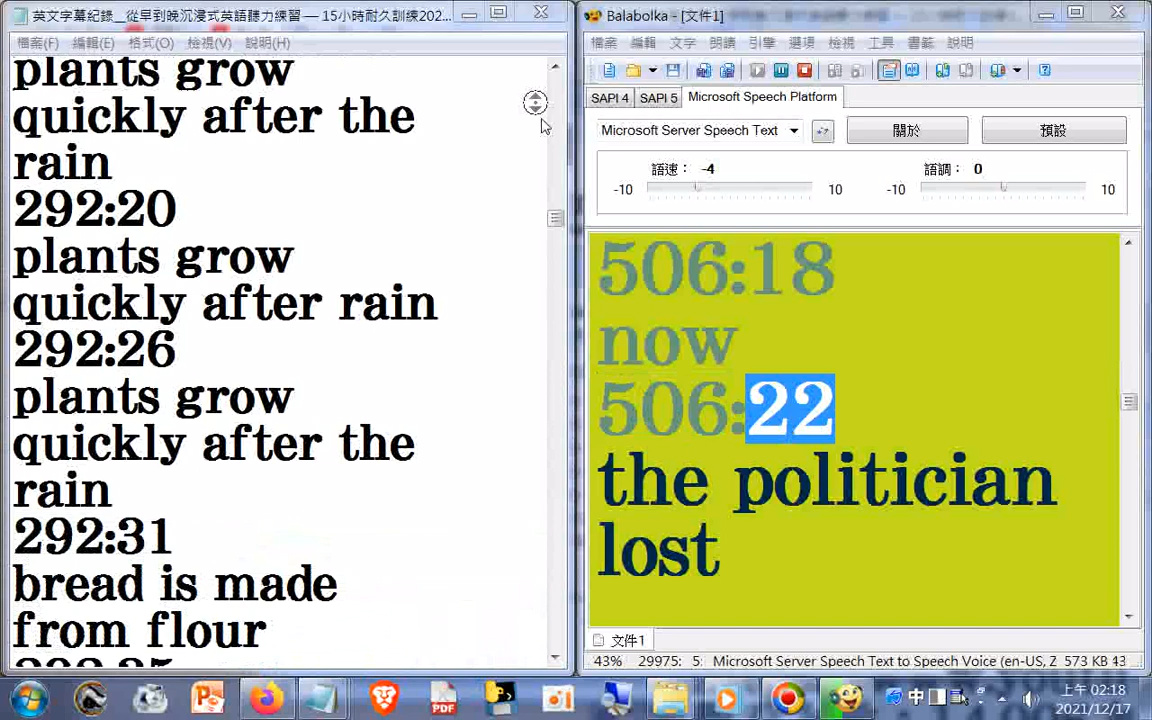 英文字幕紀錄__從早到晚沉浸式英語聽力練習 — 15小時耐久訓練202...
檔案(F) 編輯(E) 格式(O) 檢視(V) 說明(H)
plants grow
quickly after the
rain
292:20
plants grow
quickly after rain
292:26
plants grow
quickly after the
rain
292:31
bread is made
from flour
Balabolka - [文件1]
檔案 編輯 文字 朗讀 引擎 選項 檢視 工具 書籤 說明
SAPI 4 SAPI 5 Microsoft Speech Platform
Microsoft Server Speech Text 關於 預設
語速： -4 語調： 0
-10 10 -10 10
506:18
now
506:22
the politician
lost
文件1
43% 29975: 5: Microsoft Server Speech Text to Speech Voice (en-US, Z 573 KB 43
中 上午 02:18
2021/12/17